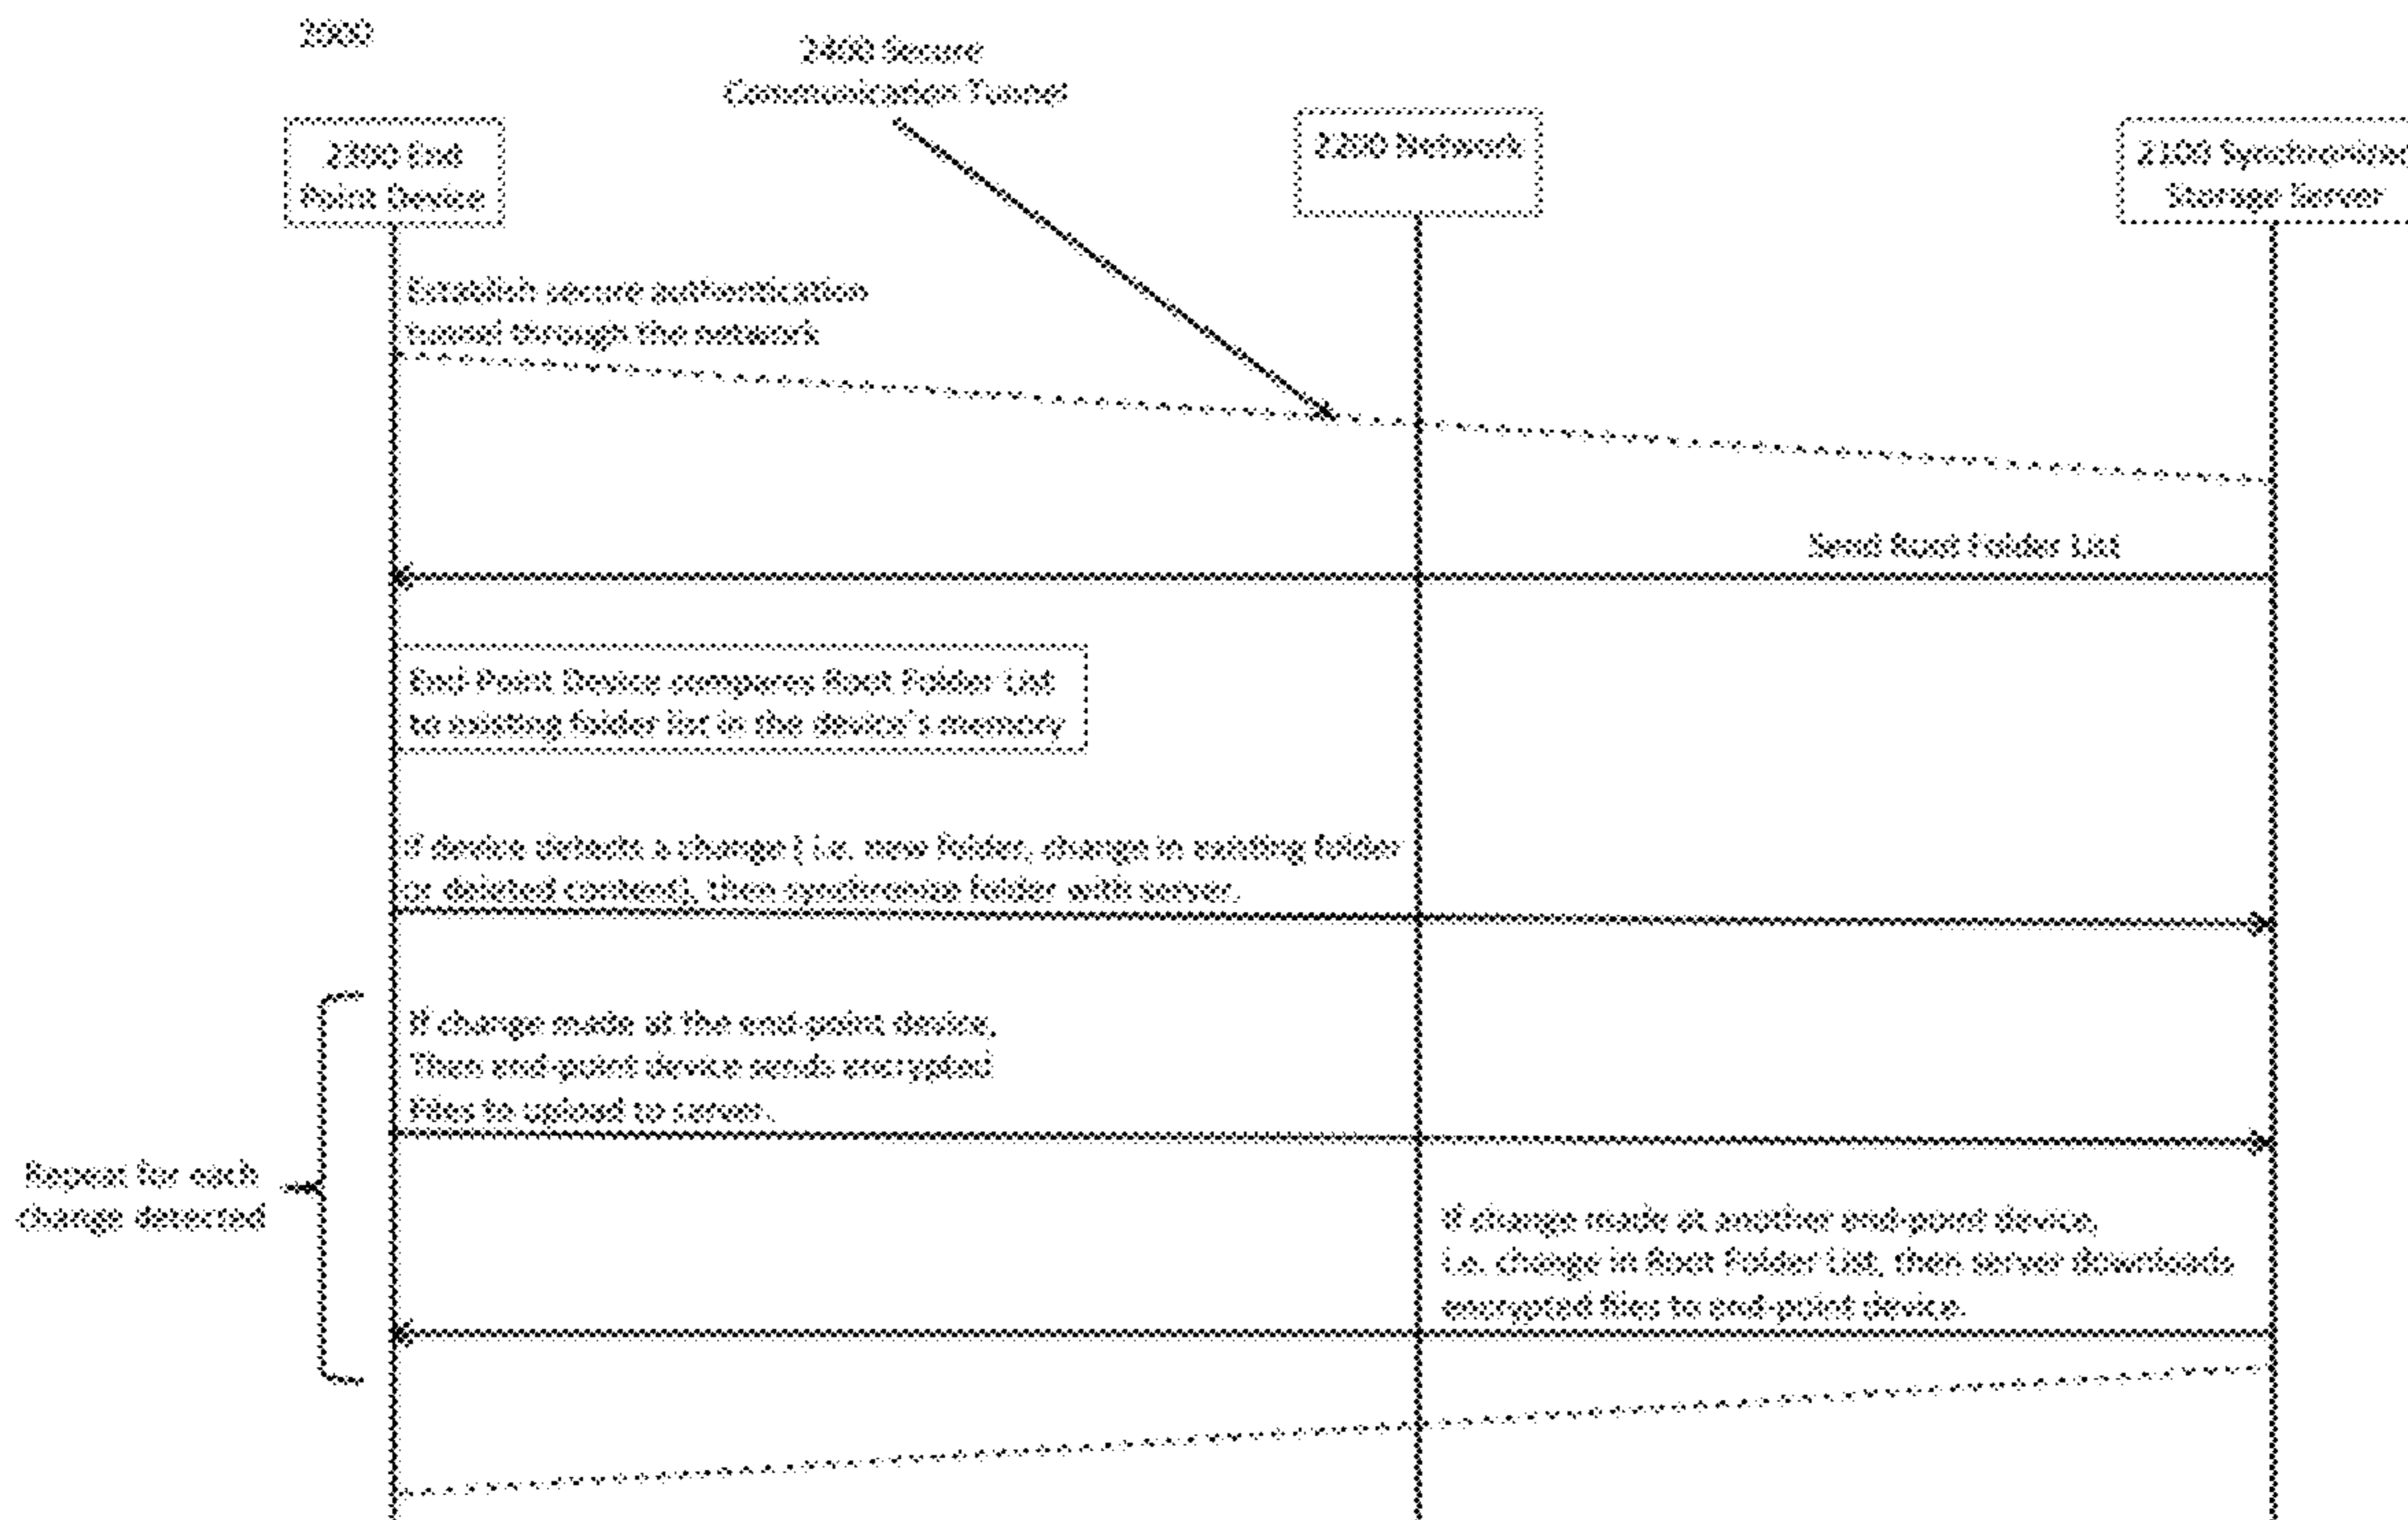 2400 Secure
Communication Tunnel
2300 End
Point Device
2200 Network
2100 Synchronizing
Storage Server
Establish secure authentication
tunnel through the network
Send Root Folder List
End-Point Device compares Root Folder List
to existing folder list in the device's memory
If device detects a change ( i.e. new folder, change in existing folder
or deleted content), then synchronize folder with server.
If change made at the end-point device,
Then end-point device sends encrypted
Files to upload to server.
Repeat for each
change detected
If change made at another end-point device,
i.e. change in Root Folder List, then server downloads
encrypted files to end-point device.